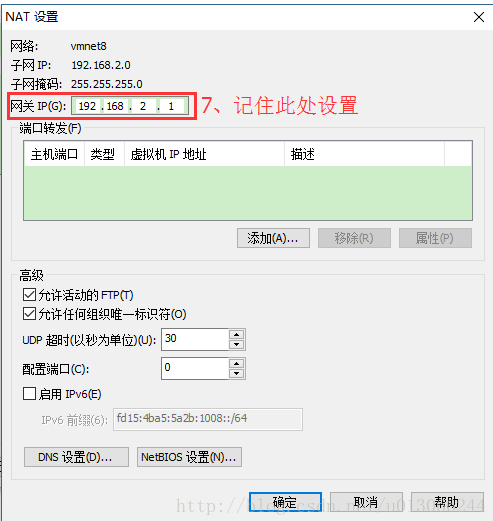 NAT 设置
网络: vmnet8
子网 IP: 192.168.2.0
子网掩码: 255.255.255.0
网关 IP(G): 192 . 168 . 2 . 1 7、记住此处设置
端口转发(F)
主机端口 类型 虚拟机 IP 地址 描述
添加(A)... 移除(R) 属性(P)
高级
允许活动的 FTP(T)
允许任何组织唯一标识符(O)
UDP 超时(以秒为单位)(U): 30
配置端口(C): 0
启用 IPv6(E)
IPv6 前缀(6): fd15:4ba5:5a2b:1008::/64
DNS 设置(D)... NetBIOS 设置(N)...
确定 取消 帮助